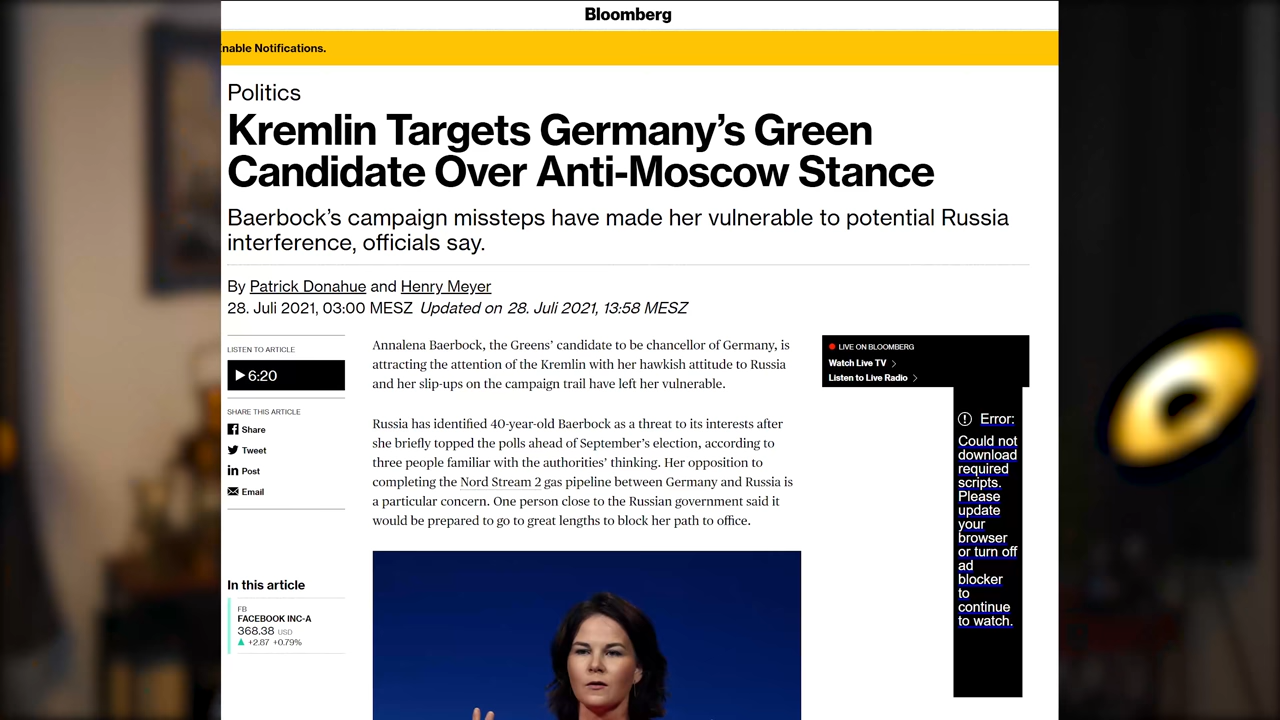 Bloomberg
nable Notifications.
Politics
Kremlin Targets Germany's Green
Candidate Over Anti-Moscow Stance
Baerbock's campaign missteps have made her vulnerable to potential Russia
interference, officials say.
By Patrick Donahue and Henry Meyer
28. Juli 2021, 03:00 MESZ Updated on 28. Juli 2021, 13:58 MESZ
LISTEN TO ARTICLE
6:20
SHARE THIS ARTICLE
Share
Tweet
in Post
Email
In this article
FB
FACEBOOK INC-A
368.38 USD
+2.87 +0.79%
Annalena Baerbock, the Greens' candidate to be chancellor of Germany, is
attracting the attention of the Kremlin with her hawkish attitude to Russia
and her slip-ups on the campaign trail have left her vulnerable.
Russia has identified 40-year-old Baerbock as a threat to its interests after
she briefly topped the polls ahead of September's election, according to
three people familiar with the authorities' thinking. Her opposition to
completing the Nord Stream 2 gas pipeline between Germany and Russia is
a particular concern. One person close to the Russian government said it
would be prepared to go to great lengths to block her path to office.
LIVE ON BLOOMBERG
Watch Live TV
Listen to Live Radio
Error:
Could not
download
required
scripts.
Please
update
your
browser
or turn off
ad
blocker
to
continue
to watch.